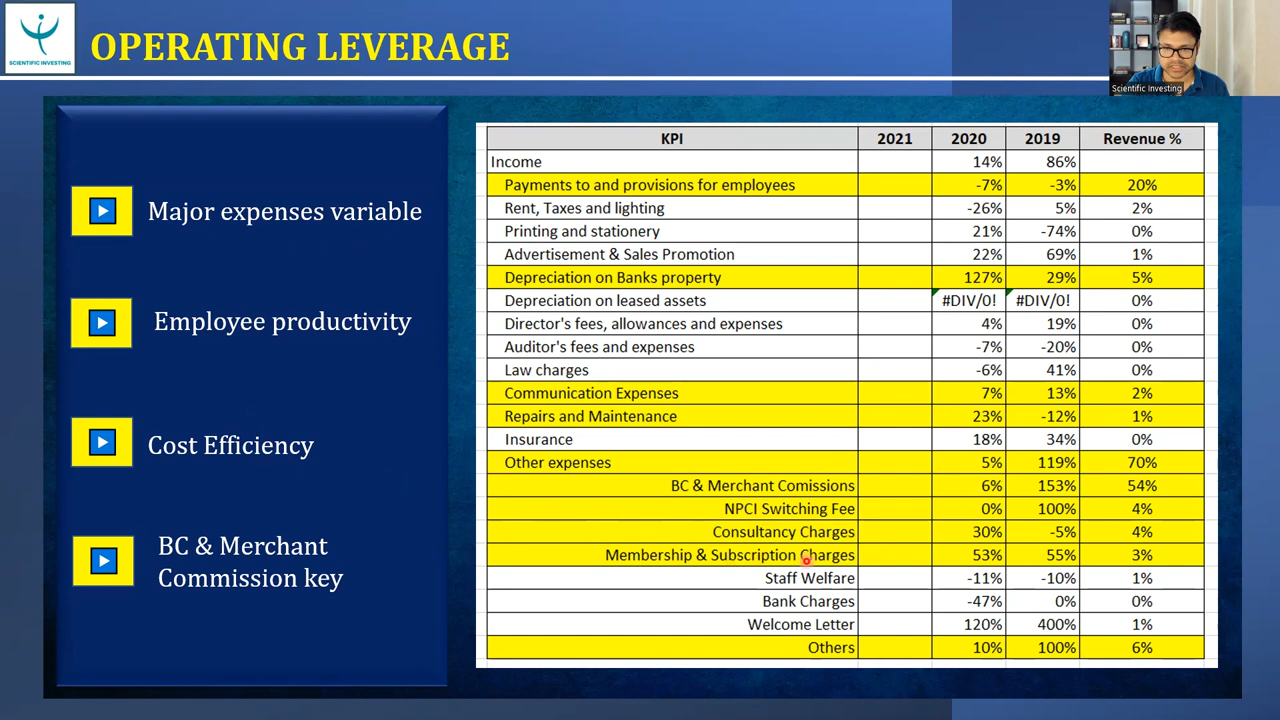 SCIENTIFIC INVESTING
OPERATING LEVERAGE
Scientific Investing
Major expenses variable
Employee productivity
Cost Efficiency
BC & Merchant
Commission key
KPI 2021 2020 2019 Revenue %
Income 14% 86%
Payments to and provisions for employees -7% -3% 20%
Rent, Taxes and lighting -26% 5% 2%
Printing and stationery 21% -74% 0%
Advertisement & Sales Promotion 22% 69% 1%
Depreciation on Banks property 127% 29% 5%
Depreciation on leased assets #DIV/0! #DIV/0! 0%
Director's fees, allowances and expenses 4% 19% 0%
Auditor's fees and expenses -7% -20% 0%
Law charges -6% 41% 0%
Communication Expenses 7% 13% 2%
Repairs and Maintenance 23% -12% 1%
Insurance 18% 34% 0%
Other expenses 5% 119% 70%
BC & Merchant Comissions 6% 153% 54%
NPCI Switching Fee 0% 100% 4%
Consultancy Charges 30% -5% 4%
Membership & Subscription Charges 53% 55% 3%
Staff Welfare -11% -10% 1%
Bank Charges -47% 0% 0%
Welcome Letter 120% 400% 1%
Others 10% 100% 6%